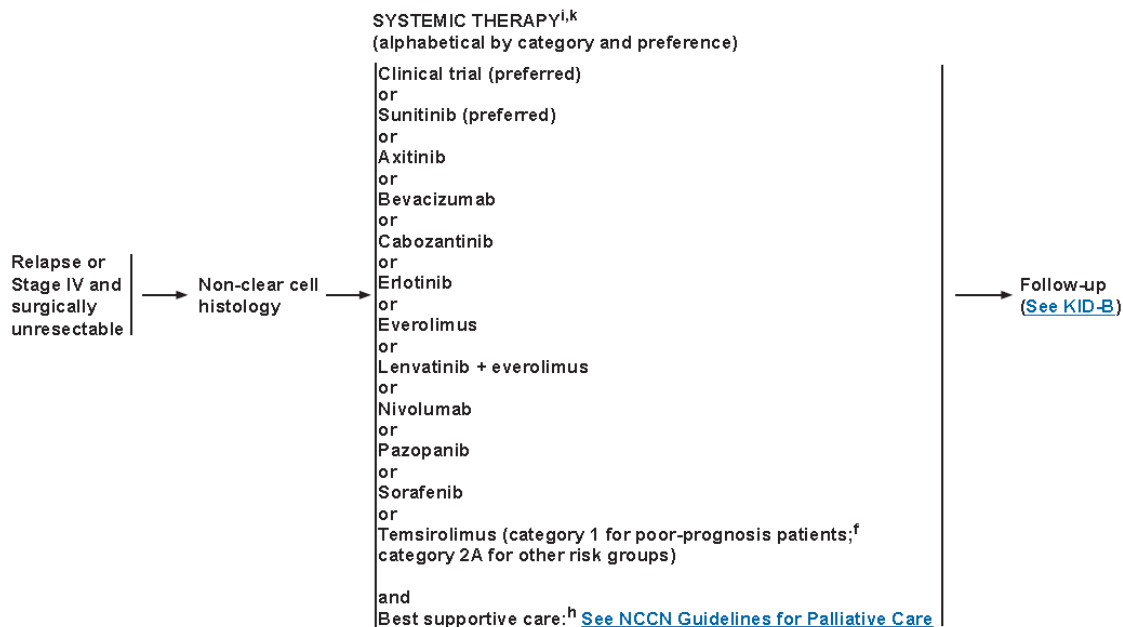 SYSTEMIC THERAPYi,k
(alphabetical by category and preference)
Relapse or
Stage IV and
surgically
unresectable
Non-clear cell
histology
Clinical trial (preferred)
or
Sunitinib (preferred)
or
Axitinib
or
Bevacizumab
or
Cabozantinib
or
Erlotinib
or
Everolimus
or
Lenvatinib + everolimus
or
Nivolumab
or
Pazopanib
or
Sorafenib
or
Temsirolimus (category 1 for poor-prognosis patients;f
category 2A for other risk groups)
and
Best supportive care:h See NCCN Guidelines for Palliative Care
Follow-up
(See KID-B)